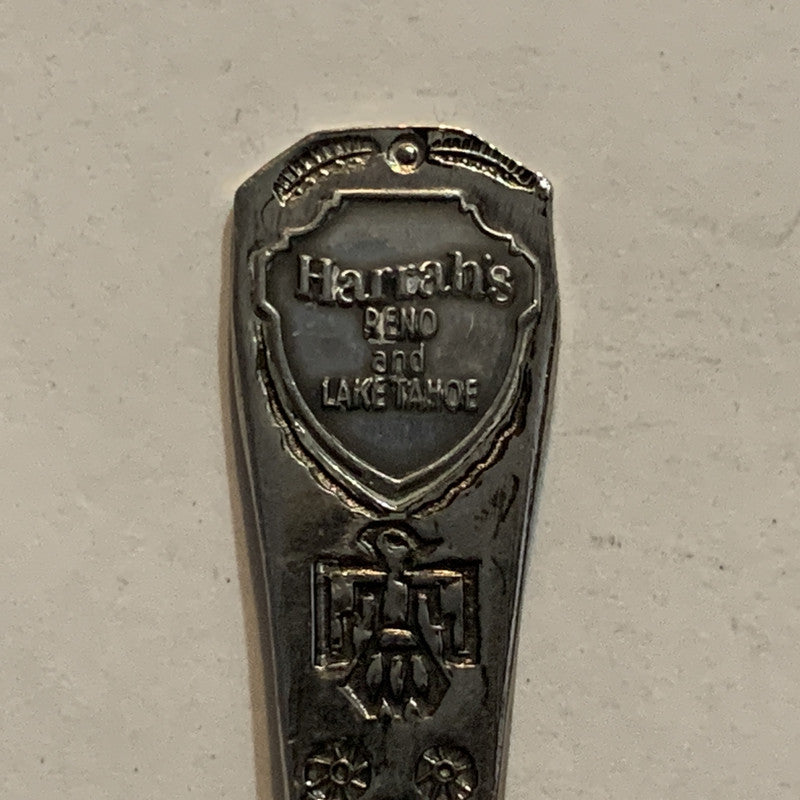 Harrah's
RENO
and
LAKE TAHOE